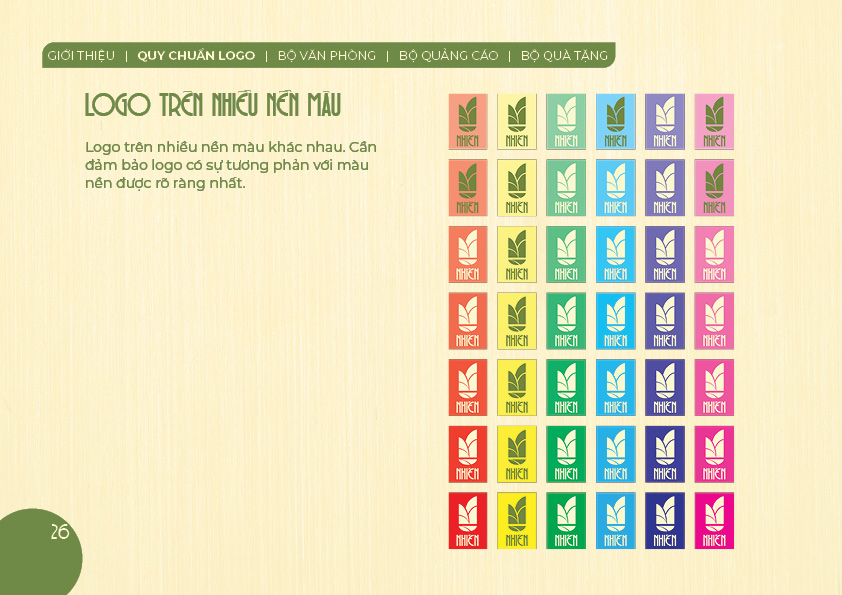 GIỚI THIỆU | QUY CHUẨN LOGO | BỘ VĂN PHÒNG | BỘ QUẢNG CÁO | BỘ QUÀ TẶNG
LOGO TRÊN NHIỀU NỀN MÀU
Logo trên nhiều nền màu khác nhau. Cần
đảm bảo logo có sự tương phản với màu
nền được rõ ràng nhất.
NHIÊN NHIÊN NHIÊN NHIÊN NHIÊN NHIÊN
NHIÊN NHIÊN NHIÊN NHIÊN NHIÊN NHIÊN
NHIÊN NHIÊN NHIÊN NHIÊN NHIÊN NHIÊN
NHIÊN NHIÊN NHIÊN NHIÊN NHIÊN NHIÊN
NHIÊN NHIÊN NHIÊN NHIÊN NHIÊN NHIÊN
NHIÊN NHIÊN NHIÊN NHIÊN NHIÊN NHIÊN
NHIÊN NHIÊN NHIÊN NHIÊN NHIÊN NHIÊN
26